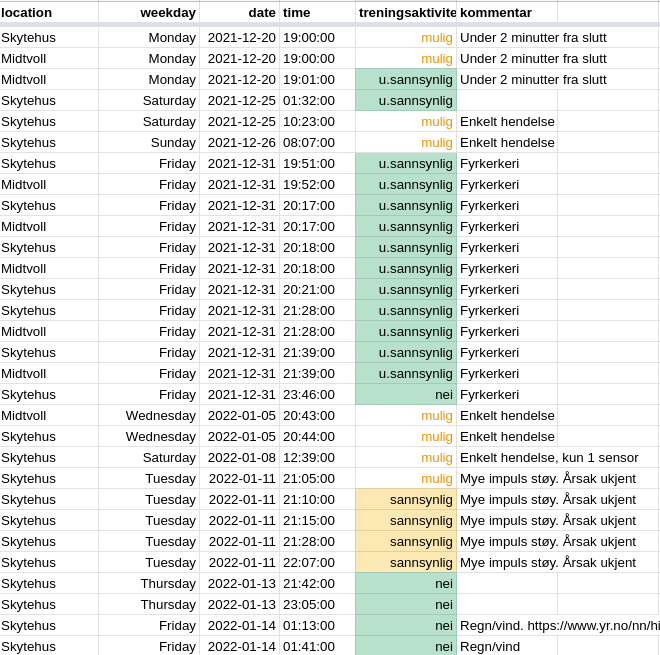 location weekday date time treningsaktivite kommentar
Skytehus Monday 2021-12-20 19:00:00 mulig Under 2 minutter fra slutt
Midtvoll Monday 2021-12-20 19:00:00 mulig Under 2 minutter fra slutt
Midtvoll Monday 2021-12-20 19:01:00 u.sannsynlig Under 2 minutter fra slutt
Skytehus Saturday 2021-12-25 01:32:00 u.sannsynlig
Skytehus Saturday 2021-12-25 10:23:00 mulig Enkelt hendelse
Skytehus Sunday 2021-12-26 08:07:00 mulig Enkelt hendelse
Skytehus Friday 2021-12-31 19:51:00 u.sannsynlig Fyrkerkeri
Midtvoll Friday 2021-12-31 19:52:00 u.sannsynlig Fyrkerkeri
Skytehus Friday 2021-12-31 20:17:00 u.sannsynlig Fyrkerkeri
Midtvoll Friday 2021-12-31 20:17:00 u.sannsynlig Fyrkerkeri
Skytehus Friday 2021-12-31 20:18:00 u.sannsynlig Fyrkerkeri
Midtvoll Friday 2021-12-31 20:18:00 u.sannsynlig Fyrkerkeri
Skytehus Friday 2021-12-31 20:21:00 u.sannsynlig Fyrkerkeri
Skytehus Friday 2021-12-31 21:28:00 u.sannsynlig Fyrkerkeri
Midtvoll Friday 2021-12-31 21:28:00 u.sannsynlig Fyrkerkeri
Skytehus Friday 2021-12-31 21:39:00 u.sannsynlig Fyrkerkeri
Midtvoll Friday 2021-12-31 21:39:00 u.sannsynlig Fyrkerkeri
Skytehus Friday 2021-12-31 23:46:00 nei Fyrkerkeri
Midtvoll Wednesday 2022-01-05 20:43:00 mulig Enkelt hendelse
Skytehus Wednesday 2022-01-05 20:44:00 mulig Enkelt hendelse
Skytehus Saturday 2022-01-08 12:39:00 mulig Enkelt hendelse, kun 1 sensor
Skytehus Tuesday 2022-01-11 21:05:00 mulig Mye impuls støy. Årsak ukjent
Skytehus Tuesday 2022-01-11 21:10:00 sannsynlig Mye impuls støy. Årsak ukjent
Skytehus Tuesday 2022-01-11 21:15:00 sannsynlig Mye impuls støy. Årsak ukjent
Skytehus Tuesday 2022-01-11 21:28:00 sannsynlig Mye impuls støy. Årsak ukjent
Skytehus Tuesday 2022-01-11 22:07:00 sannsynlig Mye impuls støy. Årsak ukjent
Skytehus Thursday 2022-01-13 21:42:00 nei
Skytehus Thursday 2022-01-13 23:05:00 nei
Skytehus Friday 2022-01-14 01:13:00 nei Regn/vind. https://www.yr.no/nn/hi
Skytehus Friday 2022-01-14 01:41:00 nei Regn/vind